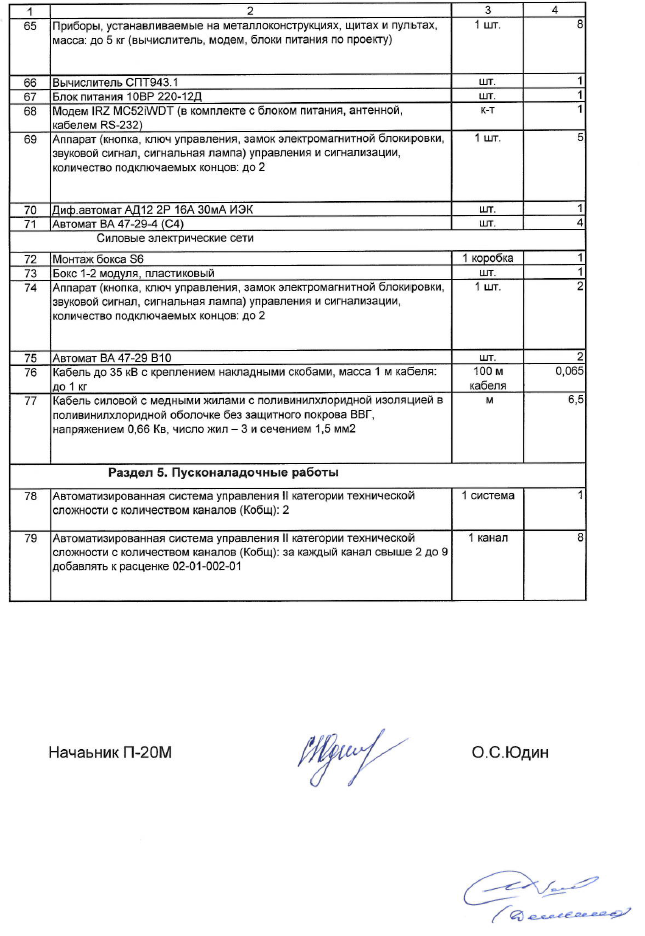 1 2 3 4
65 Приборы, устанавливаемые на металлоконструкциях, щитах и пультах, 1 шт. 8
масса: до 5 кг (вычислитель, модем, блоки питания по проекту)
66 Вычислитель СПТ943.1 шт. 1
67 Блок питания 10ВР 220-12Д шт. 1
68 Модем IRZ MC52iWDT (в комплекте с блоком питания, антенной, к-т 1
кабелем RS-232)
69 Аппарат (кнопка, ключ управления, замок электромагнитной блокировки, 1 шт. 5
звуковой сигнал, сигнальная лампа) управления и сигнализации,
количество подключаемых концов: до 2
70 Диф.автомат АД12 2Р 16А 30мА ИЭК шт. 1
71 Автомат ВА 47-29-4 (С4) шт. 4
Силовые электрические сети
72 Монтаж бокса S6 1 коробка 1
73 Бокс 1-2 модуля, пластиковый шт. 1
74 Аппарат (кнопка, ключ управления, замок электромагнитной блокировки, 1 шт. 2
звуковой сигнал, сигнальная лампа) управления и сигнализации,
количество подключаемых концов: до 2
75 Автомат ВА 47-29 В10 шт. 2
76 Кабель до 35 кВ с креплением накладными скобами, масса 1 м кабеля: 100 м 0,065
до 1 кг кабеля
77 Кабель силовой с медными жилами с поливинилхлоридной изоляцией в м 6,5
поливинилхлоридной оболочке без защитного покрова ВВГ,
напряжением 0,66 Кв, число жил – 3 и сечением 1,5 мм2
Раздел 5. Пусконаладочные работы
78 Автоматизированная система управления II категории технической 1 система 1
сложности с количеством каналов (Кобщ): 2
79 Автоматизированная система управления II категории технической 1 канал 8
сложности с количеством каналов (Кобщ): за каждый канал свыше 2 до 9
добавлять к расценке 02-01-002-01
Начаьник П-20М О.С.Юдин